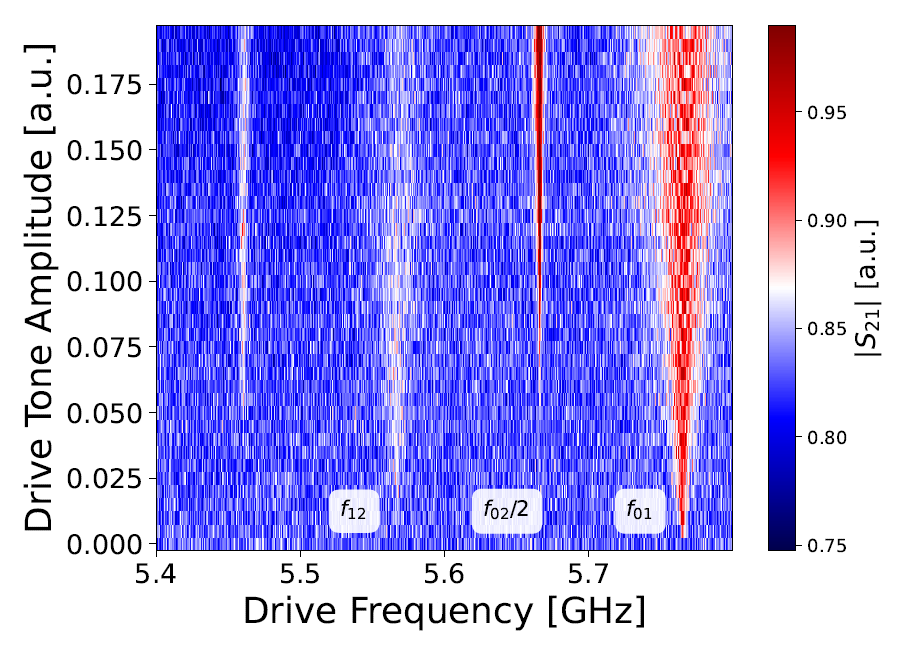 Drive Tone Amplitude [a.u.]
0.175
0.150
0.125
0.100
0.075
0.050
0.025
0.000
f₁₂
f₀₂/2
f₀₁
5.4
5.5
5.6
5.7
Drive Frequency [GHz]
0.95
0.90
0.85
0.80
0.75
|S₂₁| [a.u.]